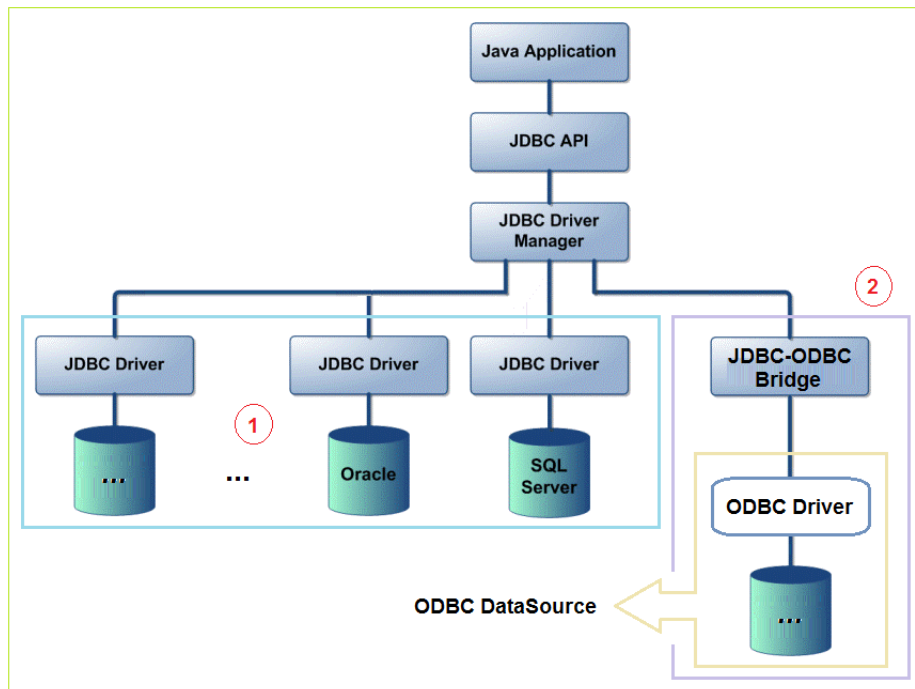 Java Application
JDBC API
JDBC Driver
Manager
2
JDBC Driver
JDBC Driver
JDBC Driver
JDBC-ODBC
Bridge
1
...
...
Oracle
SQL
Server
ODBC Driver
ODBC DataSource
...